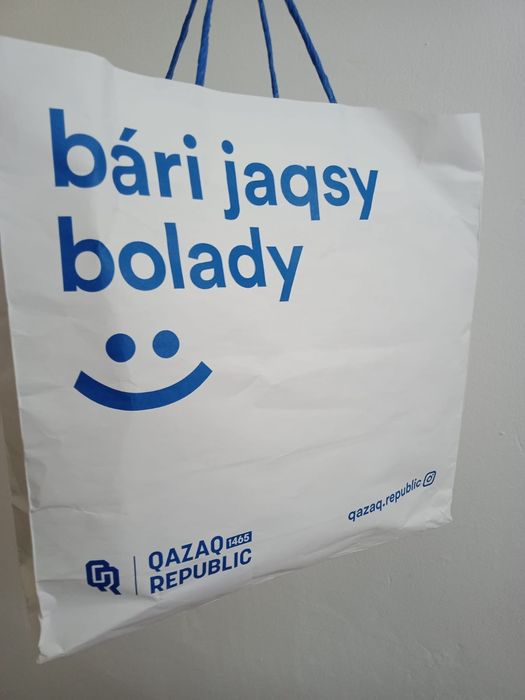 bári jaqsy
bolady
qazaq.republic
QAZAQ 1465
REPUBLIC